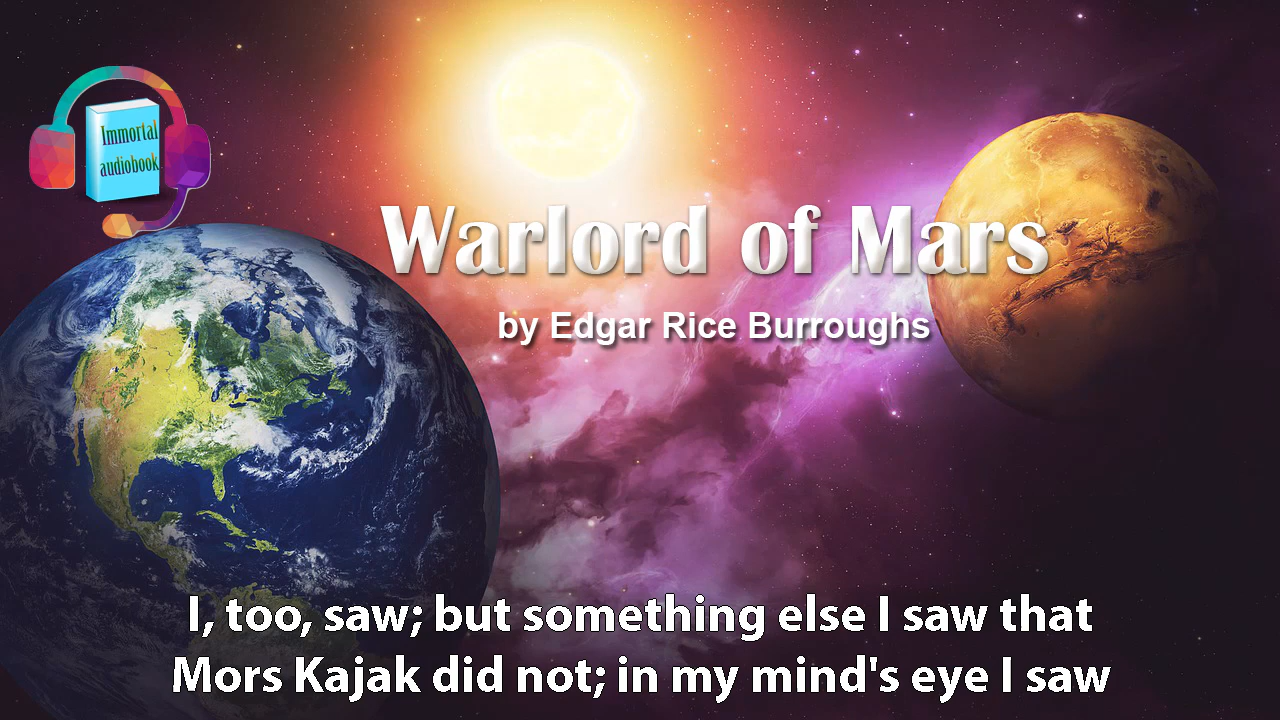 Immortal
audiobook
Warlord of Mars
by Edgar Rice Burroughs
I, too, saw; but something else I saw that
Mors Kajak did not; in my mind's eye I saw